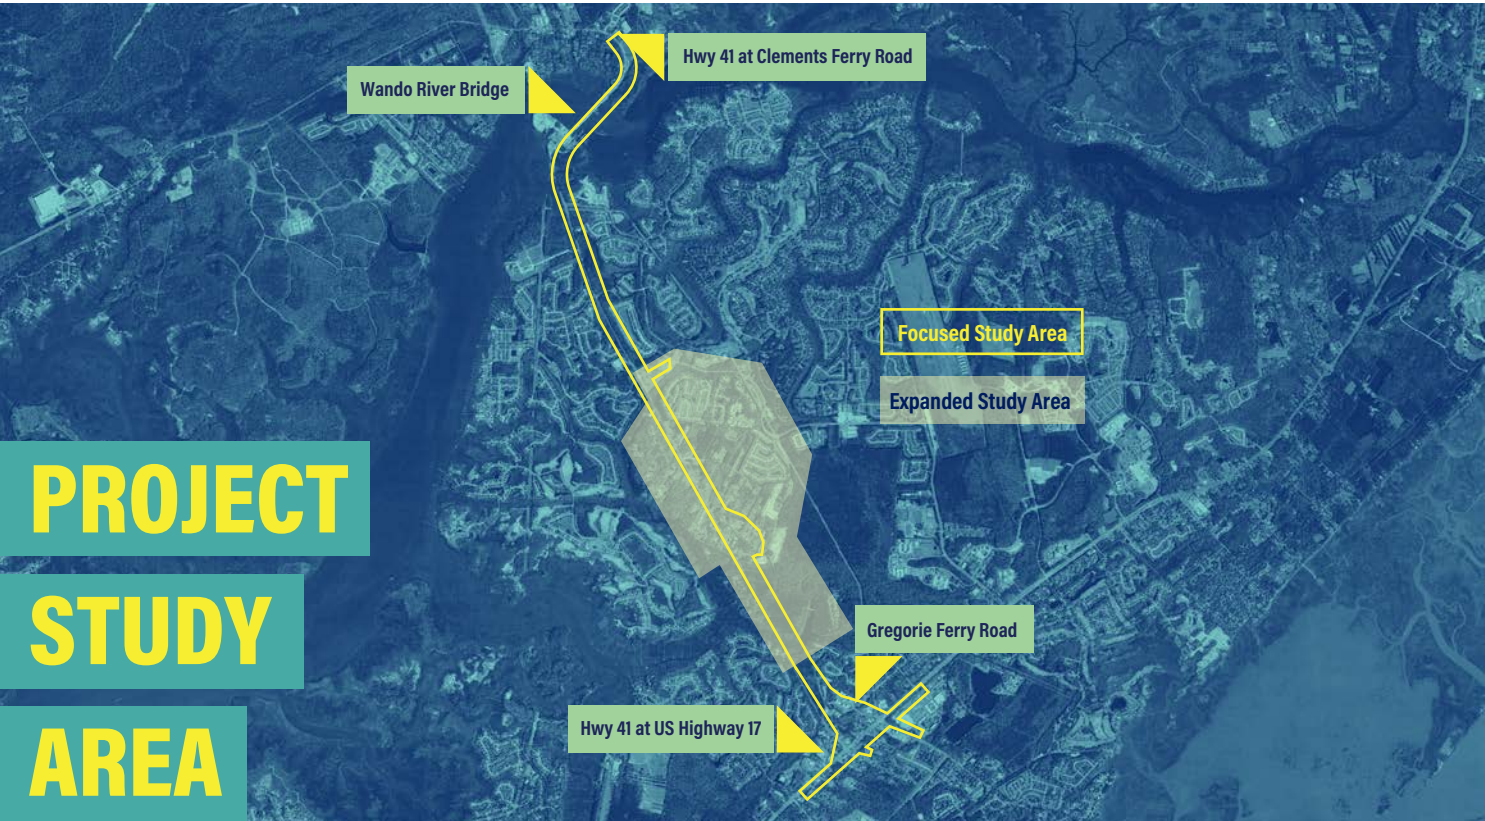 Hwy 41 at Clements Ferry Road
Wando River Bridge
Focused Study Area
Expanded Study Area
PROJECT
STUDY
AREA
Gregorie Ferry Road
Hwy 41 at US Highway 17